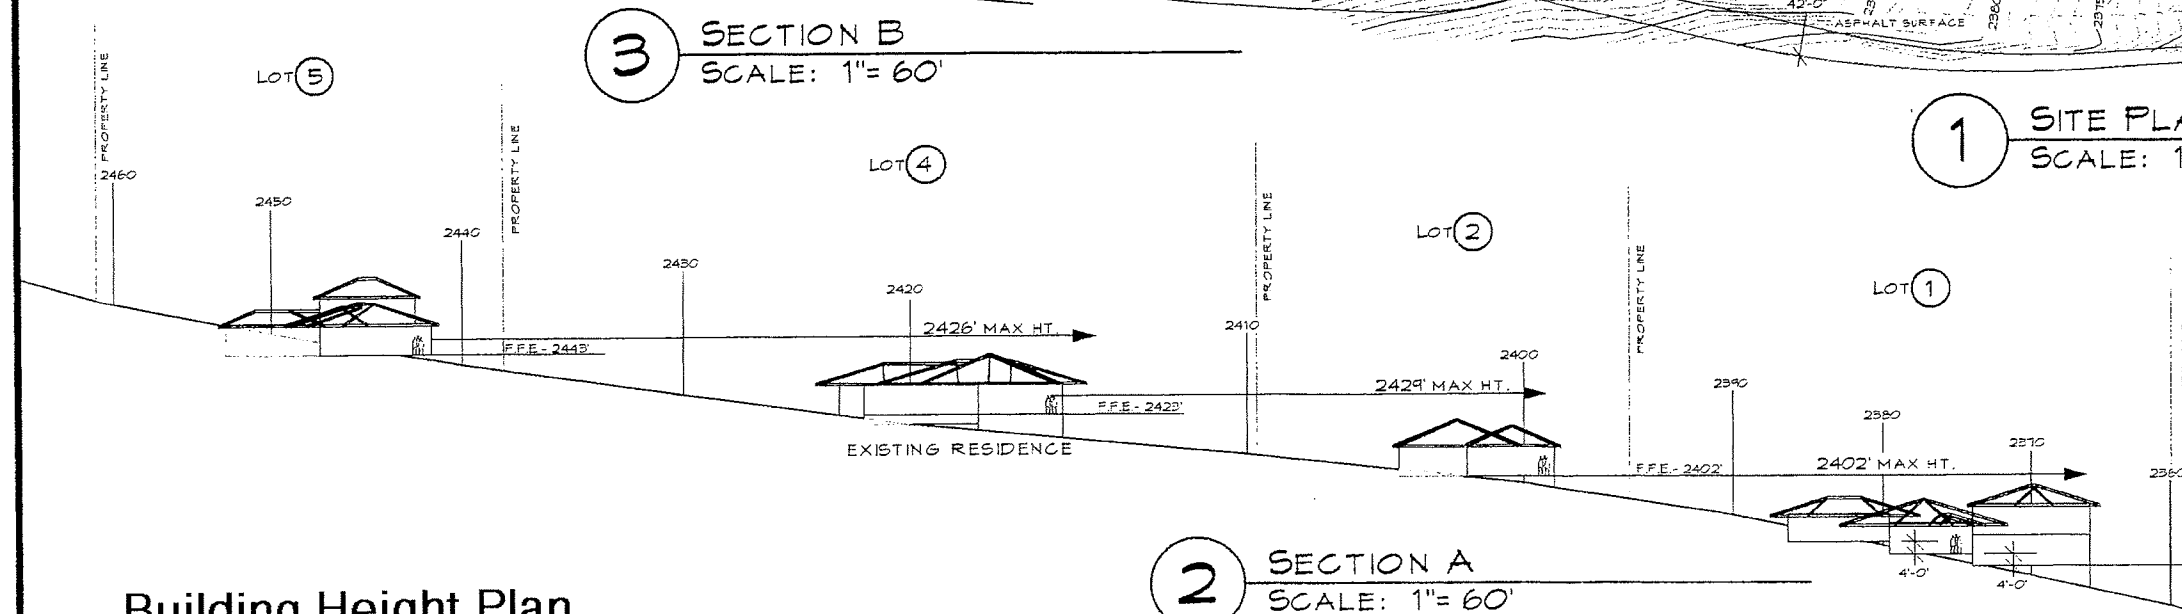 3
SECTION B
SCALE: 1"= 60'
42'-0"
ASPHALT SURFACE
2380
1
SCALE: 1
PROPERTY LINE
LOT 5
PROPERTY LINE
LOT 4
PROPERTY LINE
LOT 2
PROPERTY LINE
LOT 1
2460
2450
2440
2430
2420
2410
2400
2390
2380
2370
2426' MAX HT.
F.F.E.- 2443'
2429' MAX HT.
F.F.E.- 2423'
EXISTING RESIDENCE
F.F.E.- 2402'
2402' MAX HT.
4'-0"
4'-0"
2
SECTION A
SCALE: 1"= 60'
Building Height Plan